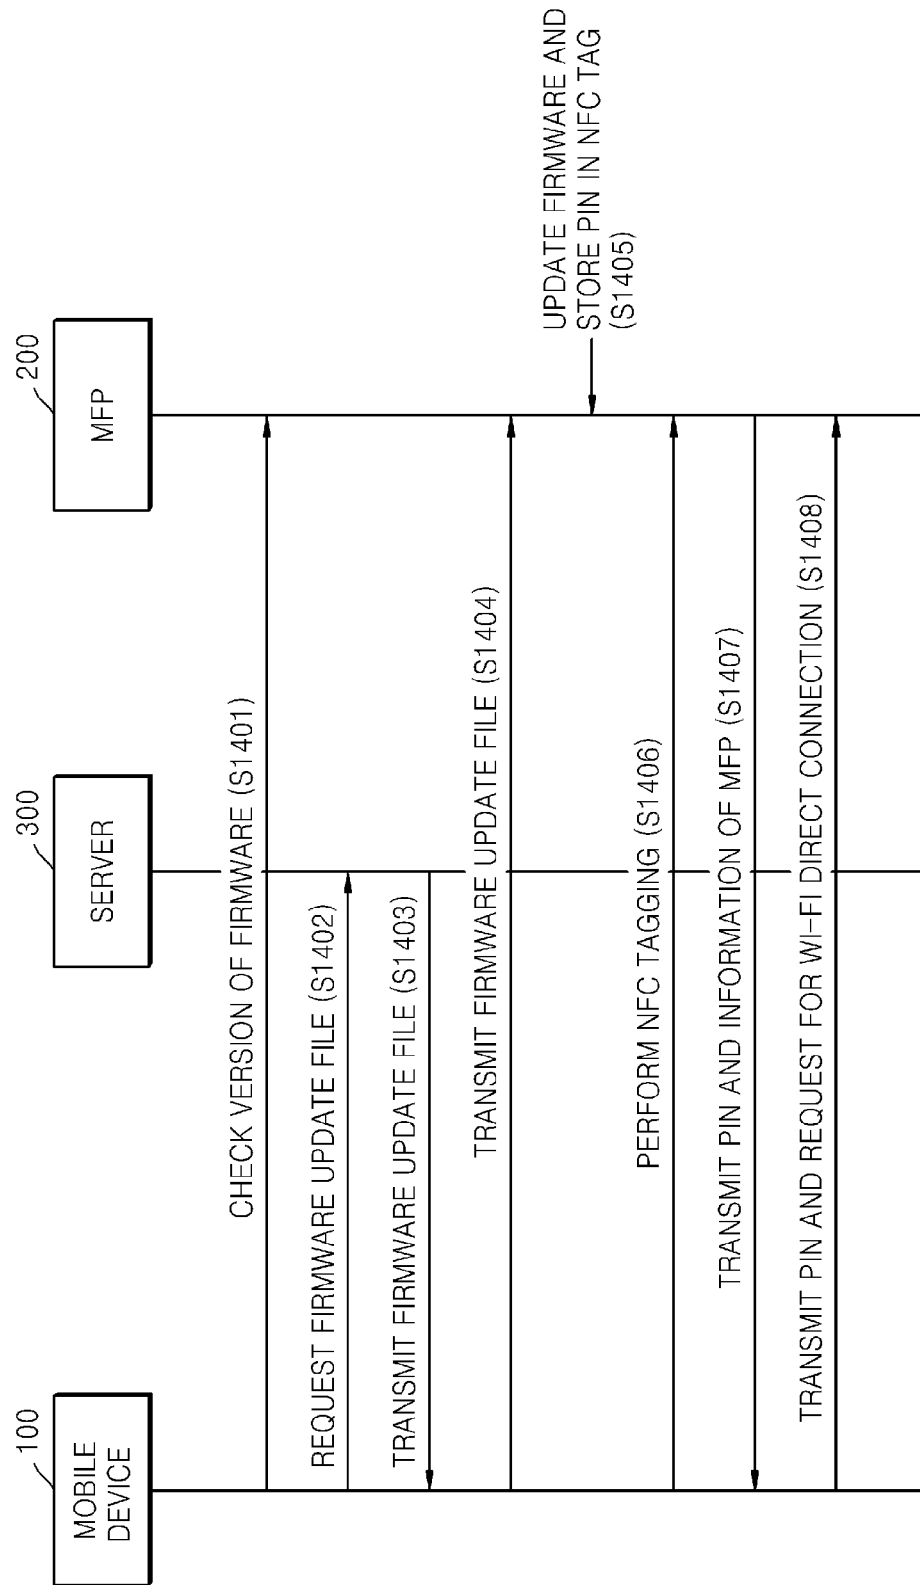 100
MOBILE
DEVICE
300
SERVER
200
MFP
CHECK VERSION OF FIRMWARE (S1401)
REQUEST FIRMWARE UPDATE FILE (S1402)
TRANSMIT FIRMWARE UPDATE FILE (S1403)
TRANSMIT FIRMWARE UPDATE FILE (S1404)
UPDATE FIRMWARE AND
STORE PIN IN NFC TAG
(S1405)
PERFORM NFC TAGGING (S1406)
TRANSMIT PIN AND INFORMATION OF MFP (S1407)
TRANSMIT PIN AND REQUEST FOR WI-FI DIRECT CONNECTION (S1408)